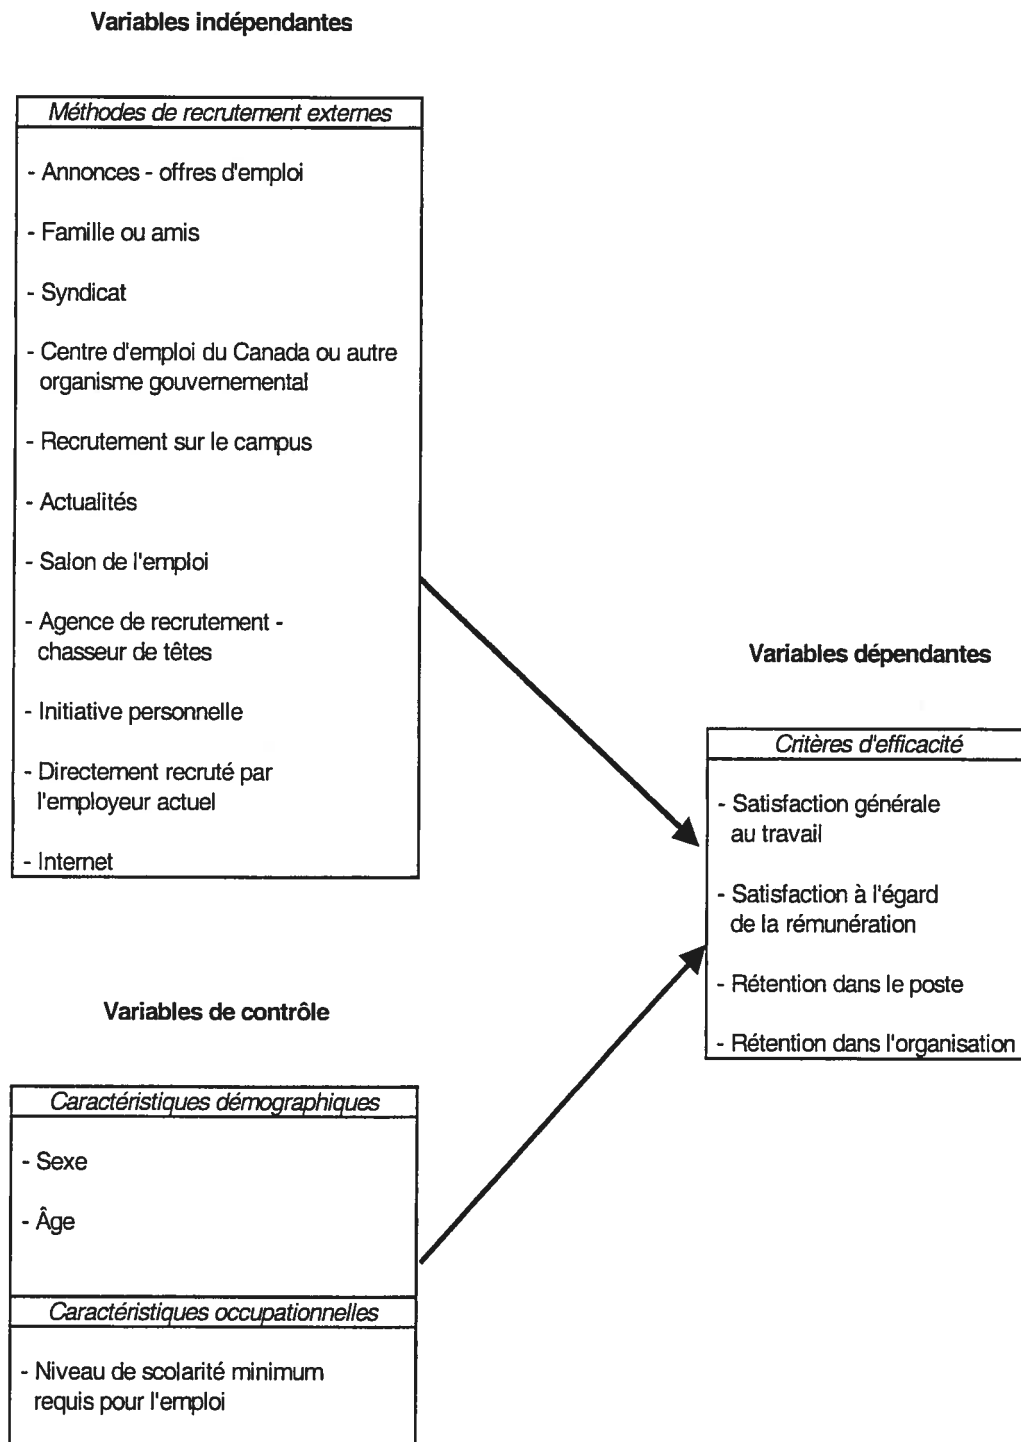 Variables indépendantes
Méthodes de recrutement externes
- Annonces - offres d'emploi
- Famille ou amis
- Syndicat
- Centre d'emploi du Canada ou autre
organisme gouvernemental
- Recrutement sur le campus
- Actualités
- Salon de l'emploi
- Agence de recrutement -
chasseur de têtes
- Initiative personnelle
- Directement recruté par
l'employeur actuel
- Internet
Variables dépendantes
Critères d'efficacité
- Satisfaction générale
au travail
- Satisfaction à l'égard
de la rémunération
- Rétention dans le poste
- Rétention dans l'organisation
Variables de contrôle
Caractéristiques démographiques
- Sexe
- Âge
Caractéristiques occupationnelles
- Niveau de scolarité minimum
requis pour l'emploi